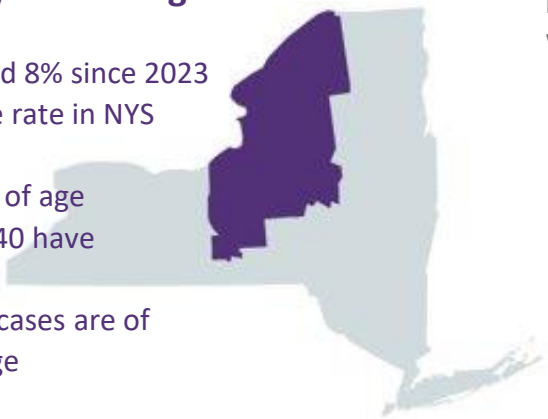 d 8% since 2023
e rate in NYS
of age
40 have
cases are of
ge